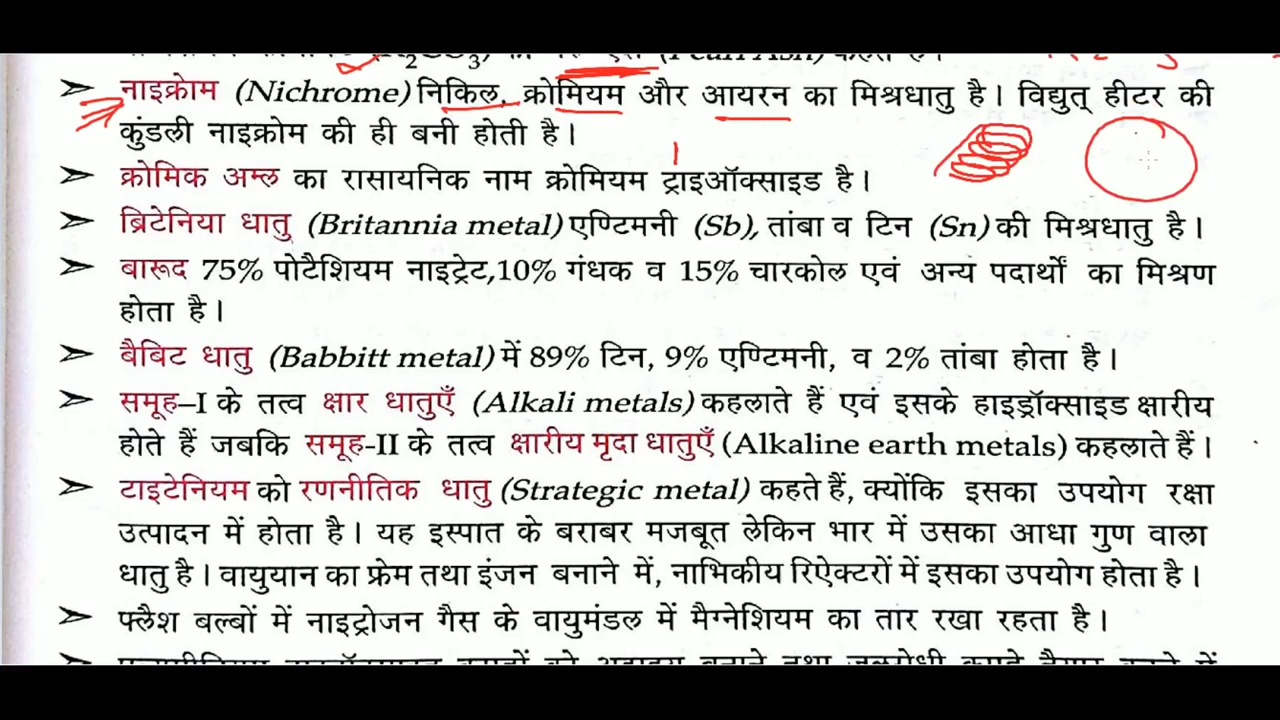 (Pearl Ash) कहते हैं।
➢ नाइक्रोम (Nichrome) निकिल, क्रोमियम और आयरन का मिश्रधातु है। विद्युत् हीटर की
कुंडली नाइक्रोम की ही बनी होती है।
➢ क्रोमिक अम्ल का रासायनिक नाम क्रोमियम ट्राइऑक्साइड है।
➢ ब्रिटेनिया धातु (Britannia metal) एण्टिमनी (Sb), तांबा व टिन (Sn) की मिश्रधातु है।
➢ बारूद 75% पोटैशियम नाइट्रेट,10% गंधक व 15% चारकोल एवं अन्य पदार्थों का मिश्रण
होता है।
➢ बैबिट धातु (Babbitt metal) में 89% टिन, 9% एण्टिमनी, व 2% तांबा होता है।
➢ समूह–I के तत्व क्षार धातुएँ (Alkali metals) कहलाते हैं एवं इसके हाइड्रॉक्साइड क्षारीय
होते हैं जबकि समूह-II के तत्व क्षारीय मृदा धातुएँ (Alkaline earth metals) कहलाते हैं।
➢ टाइटेनियम को रणनीतिक धातु (Strategic metal) कहते हैं, क्योंकि इसका उपयोग रक्षा
उत्पादन में होता है। यह इस्पात के बराबर मजबूत लेकिन भार में उसका आधा गुण वाला
धातु है। वायुयान का फ्रेम तथा इंजन बनाने में, नाभिकीय रिऐक्टरों में इसका उपयोग होता है।
➢ फ्लैश बल्बों में नाइट्रोजन गैस के वायुमंडल में मैग्नेशियम का तार रखा रहता है।